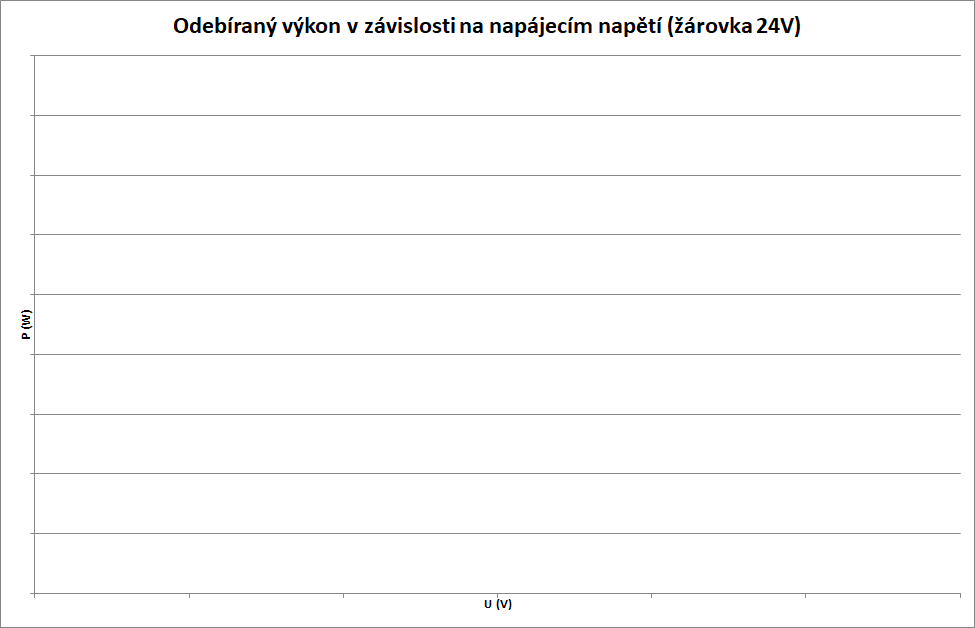 Odebíraný výkon v závislosti na napájecím napětí (žárovka 24V)
P (W)
U (V)